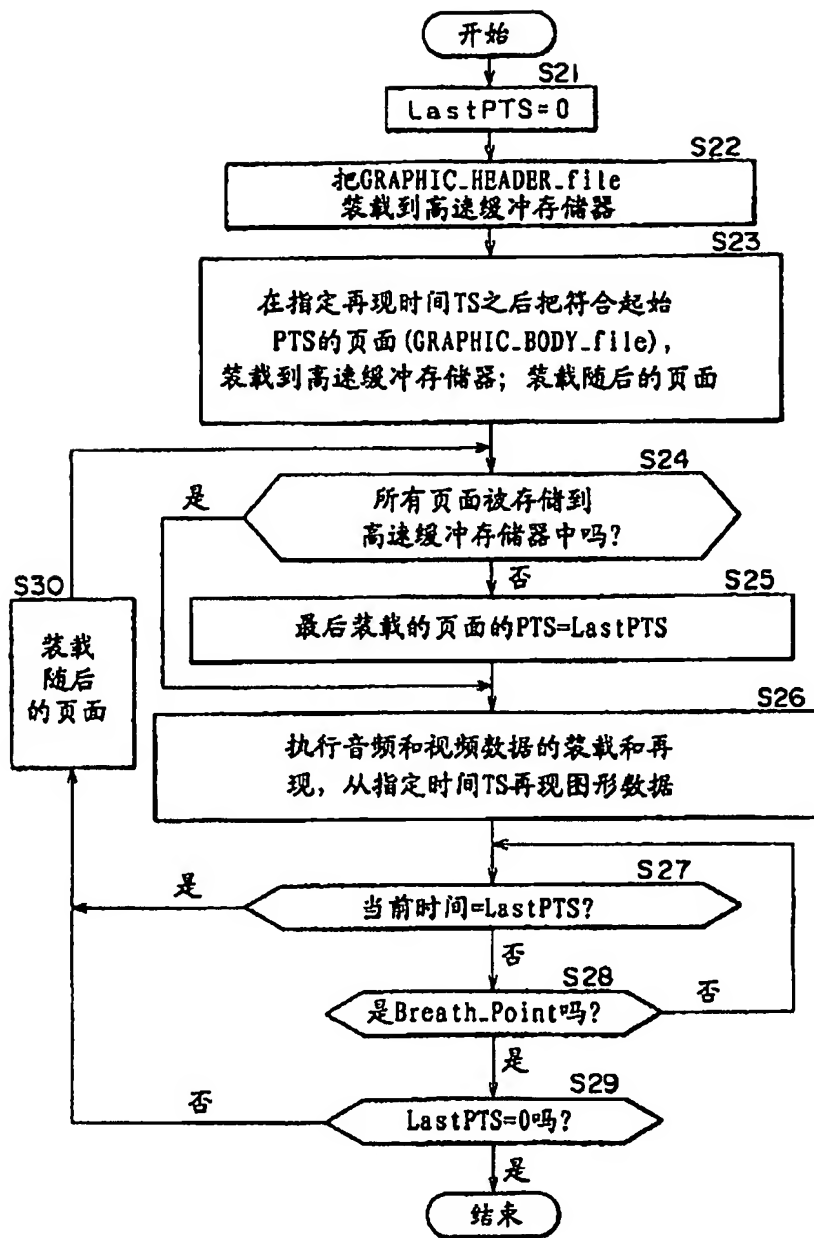 开始
S21
LastPTS=0
S22
把GRAPHIC_HEADER_file
装载到高速缓冲存储器
S23
在指定再现时间TS之后把符合起始
PTS的页面(GRAPHIC_BODY_file),
装载到高速缓冲存储器；装载随后的页面
S24
是
所有页面被存储到
高速缓冲存储器中吗?
否
S30
装载
随后
的页面
S25
最后装载的页面的PTS=LastPTS
S26
执行音频和视频数据的装载和再
现，从指定时间TS再现图形数据
S27
是
当前时间=LastPTS?
否
S28
是Breath_Point吗?
否
是
S29
否
LastPTS=0吗?
是
结束